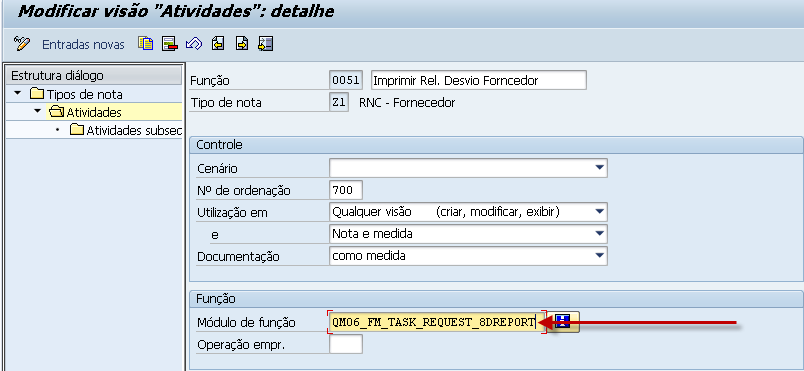 Modificar visão "Atividades": detalhe
Entradas novas
Estrutura diálogo
Tipos de nota
Atividades
Atividades subsec
Função 0051 Imprimir Rel. Desvio Forncedor
Tipo de nota Z1 RNC - Fornecedor
Controle
Cenário
Nº de ordenação 700
Utilização em Qualquer visão (criar, modificar, exibir)
e Nota e medida
Documentação como medida
Função
Módulo de função QM06_FM_TASK_REQUEST_8DREPORT
Operação empr.